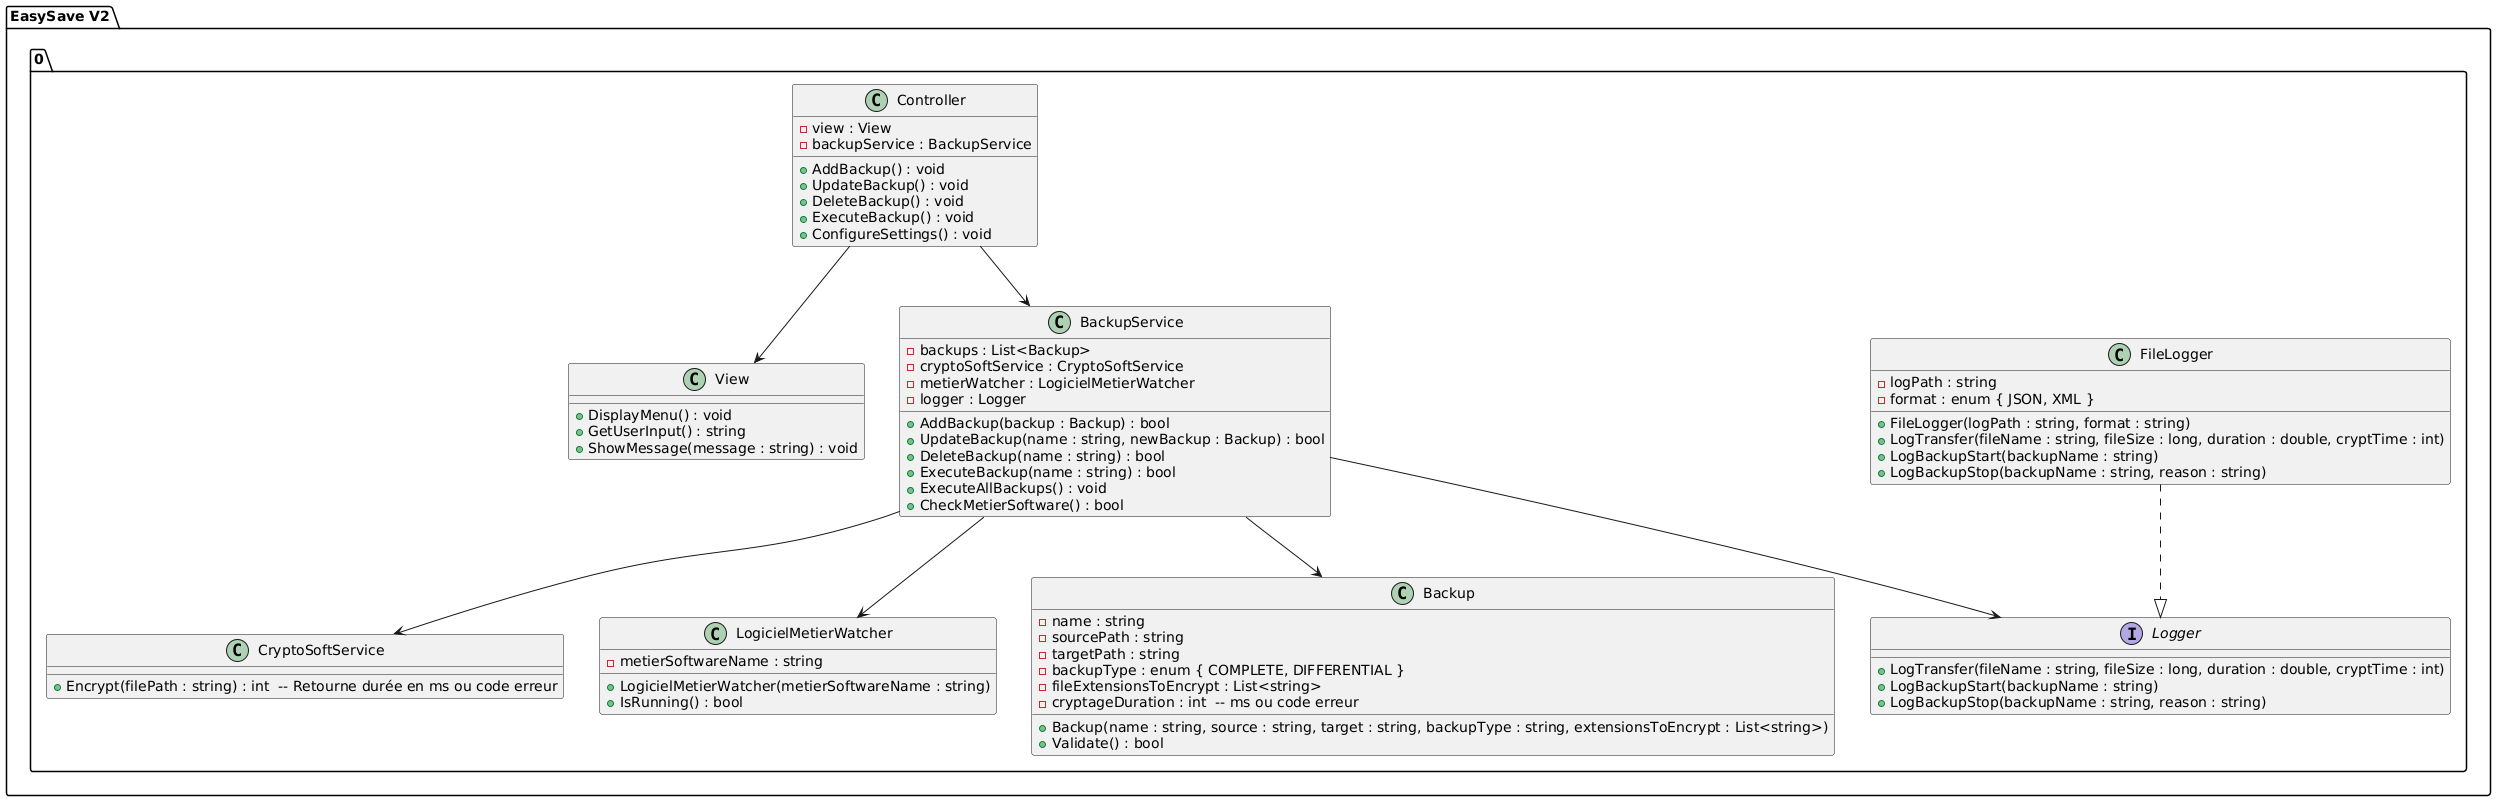 EasySave V2
0
C Controller
view : View
backupService : BackupService
AddBackup() : void
UpdateBackup() : void
DeleteBackup() : void
ExecuteBackup() : void
ConfigureSettings() : void
C View
DisplayMenu() : void
GetUserInput() : string
ShowMessage(message : string) : void
C BackupService
backups : List<Backup>
cryptoSoftService : CryptoSoftService
metierWatcher : LogicielMetierWatcher
logger : Logger
AddBackup(backup : Backup) : bool
UpdateBackup(name : string, newBackup : Backup) : bool
DeleteBackup(name : string) : bool
ExecuteBackup(name : string) : bool
ExecuteAllBackups() : void
CheckMetierSoftware() : bool
C FileLogger
logPath : string
format : enum { JSON, XML }
FileLogger(logPath : string, format : string)
LogTransfer(fileName : string, fileSize : long, duration : double, cryptTime : int)
LogBackupStart(backupName : string)
LogBackupStop(backupName : string, reason : string)
C CryptoSoftService
Encrypt(filePath : string) : int  -- Retourne durée en ms ou code erreur
C LogicielMetierWatcher
metierSoftwareName : string
LogicielMetierWatcher(metierSoftwareName : string)
IsRunning() : bool
C Backup
name : string
sourcePath : string
targetPath : string
backupType : enum { COMPLETE, DIFFERENTIAL }
fileExtensionsToEncrypt : List<string>
cryptageDuration : int  -- ms ou code erreur
Backup(name : string, source : string, target : string, backupType : string, extensionsToEncrypt : List<string>)
Validate() : bool
I Logger
LogTransfer(fileName : string, fileSize : long, duration : double, cryptTime : int)
LogBackupStart(backupName : string)
LogBackupStop(backupName : string, reason : string)